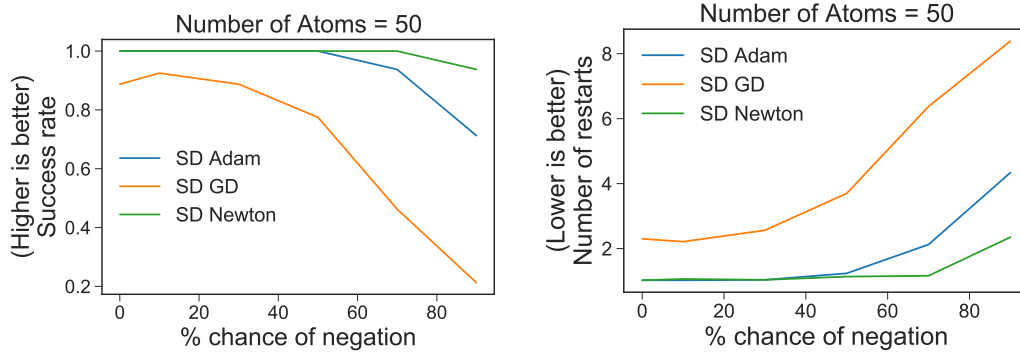 Number of Atoms = 50
(Higher is better)
Success rate
1.0
0.8
0.6
0.4
0.2
SD Adam
SD GD
SD Newton
0
20
40
60
80
% chance of negation
Number of Atoms = 50
(Lower is better)
Number of restarts
8
6
4
2
SD Adam
SD GD
SD Newton
0
20
40
60
80
% chance of negation